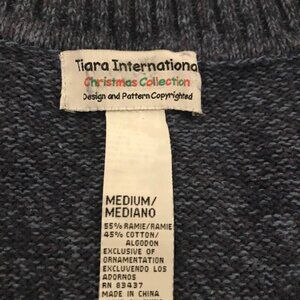 Tiara International
Christmas Collection
Design and Pattern Copyrighted
MEDIUM/
MEDIANO
55% RAMIE/RAMIE
45% COTTON/
ALGODON
EXCLUSIVE OF
ORNAMENTATION
EXCLUYENDO LOS
ADORNOS
RN 83437
MADE IN CHINA